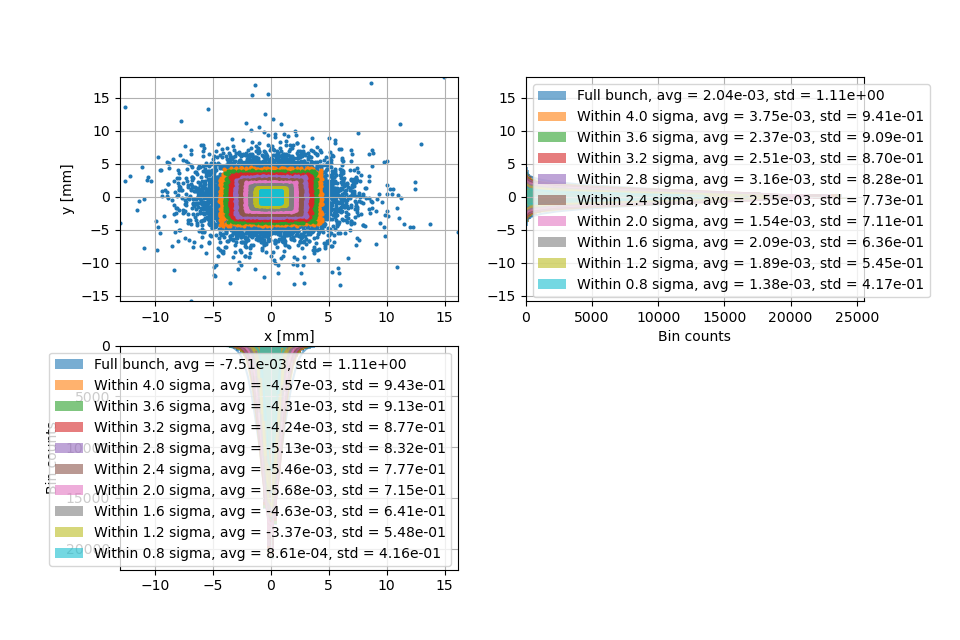 15
10
5
0
−5
−10
−15
y [mm]
−10 −5 0 5 10 15
x [mm]
15
10
5
0
−5
−10
−15
Full bunch, avg = 2.04e-03, std = 1.11e+00
Within 4.0 sigma, avg = 3.75e-03, std = 9.41e-01
Within 3.6 sigma, avg = 2.37e-03, std = 9.09e-01
Within 3.2 sigma, avg = 2.51e-03, std = 8.70e-01
Within 2.8 sigma, avg = 3.16e-03, std = 8.28e-01
Within 2.4 sigma, avg = 2.55e-03, std = 7.73e-01
Within 2.0 sigma, avg = 1.54e-03, std = 7.11e-01
Within 1.6 sigma, avg = 2.09e-03, std = 6.36e-01
Within 1.2 sigma, avg = 1.89e-03, std = 5.45e-01
Within 0.8 sigma, avg = 1.38e-03, std = 4.17e-01
0 5000 10000 15000 20000 25000
Bin counts
0
5000
10000
15000
20000
Bin counts
Full bunch, avg = -7.51e-03, std = 1.11e+00
Within 4.0 sigma, avg = -4.57e-03, std = 9.43e-01
Within 3.6 sigma, avg = -4.31e-03, std = 9.13e-01
Within 3.2 sigma, avg = -4.24e-03, std = 8.77e-01
Within 2.8 sigma, avg = -5.13e-03, std = 8.32e-01
Within 2.4 sigma, avg = -5.46e-03, std = 7.77e-01
Within 2.0 sigma, avg = -5.68e-03, std = 7.15e-01
Within 1.6 sigma, avg = -4.63e-03, std = 6.41e-01
Within 1.2 sigma, avg = -3.37e-03, std = 5.48e-01
Within 0.8 sigma, avg = 8.61e-04, std = 4.16e-01
−10 −5 0 5 10 15